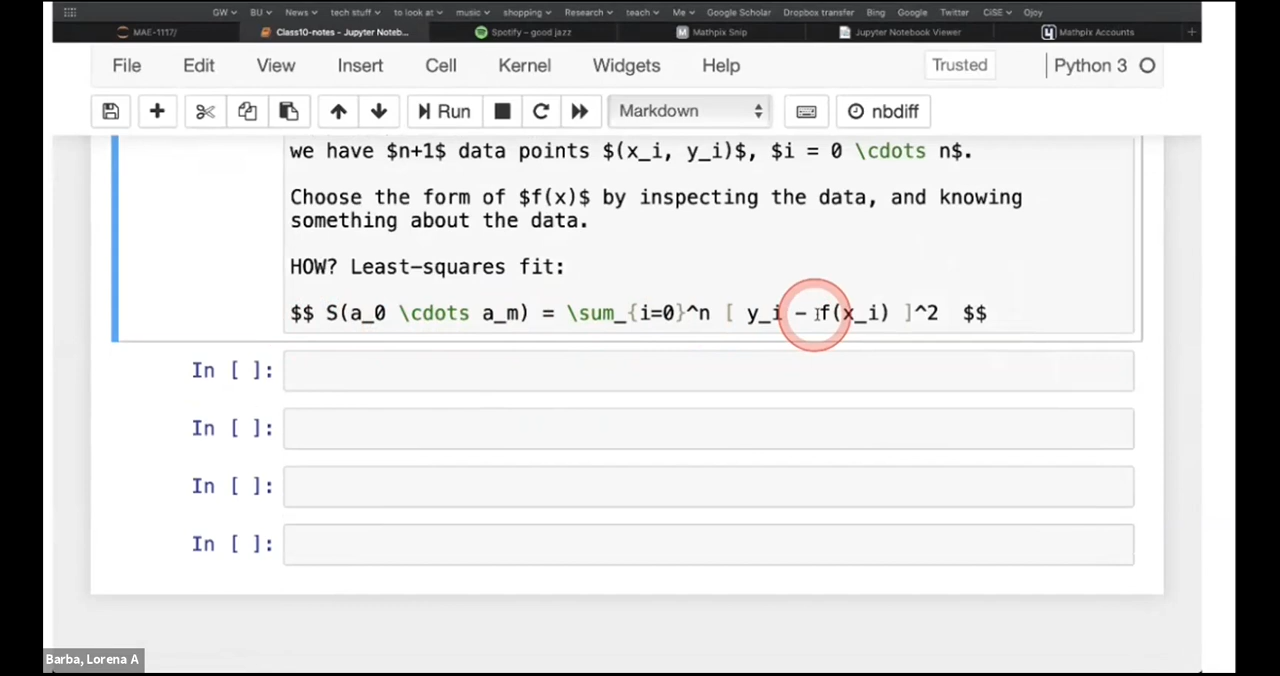 GW BU News tech stuff to look at music shopping Research teach Me Google Scholar Dropbox transfer Bing Google Twitter CiSE Ojoy
MAE-1117/ Class10-notes - Jupyter Noteb... Spotify – good jazz Mathpix Snip Jupyter Notebook Viewer Mathpix Accounts +
File Edit View Insert Cell Kernel Widgets Help Trusted Python 3
Run Markdown nbdiff
we have $n+1$ data points $(x_i, y_i)$, $i = 0 \cdots n$.
Choose the form of $f(x)$ by inspecting the data, and knowing
something about the data.
HOW? Least-squares fit:
$$ S(a_0 \cdots a_m) = \sum_{i=0}^n [ y_i - f(x_i) ]^2 $$
In [ ]:
In [ ]:
In [ ]:
In [ ]:
Barba, Lorena A